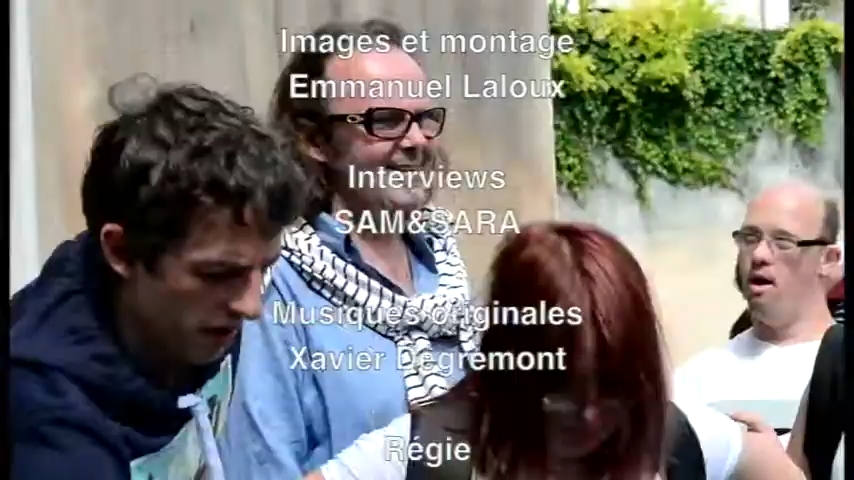 Images et montage
Emmanuel Laloux
Interviews
SAM&SARA
Musiques originales
Xavier Degremont
Régie